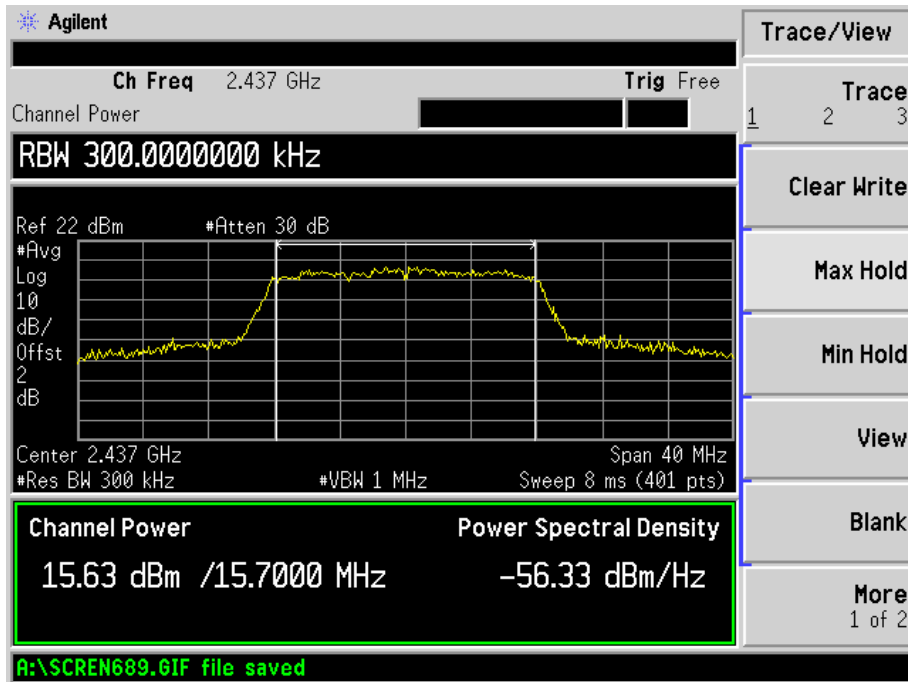 Agilent
Trace/View
Ch Freq 2.437 GHz Trig Free
Channel Power
Trace
1 2 3
RBW 300.0000000 kHz
Clear Write
Ref 22 dBm #Atten 30 dB
#Avg
Log
10
dB/
Offst
2
dB
Max Hold
Min Hold
View
Center 2.437 GHz Span 40 MHz
#Res BW 300 kHz #VBW 1 MHz Sweep 8 ms (401 pts)
Channel Power Power Spectral Density
15.63 dBm /15.7000 MHz -56.33 dBm/Hz
Blank
More
1 of 2
A:\SCREN689.GIF file saved